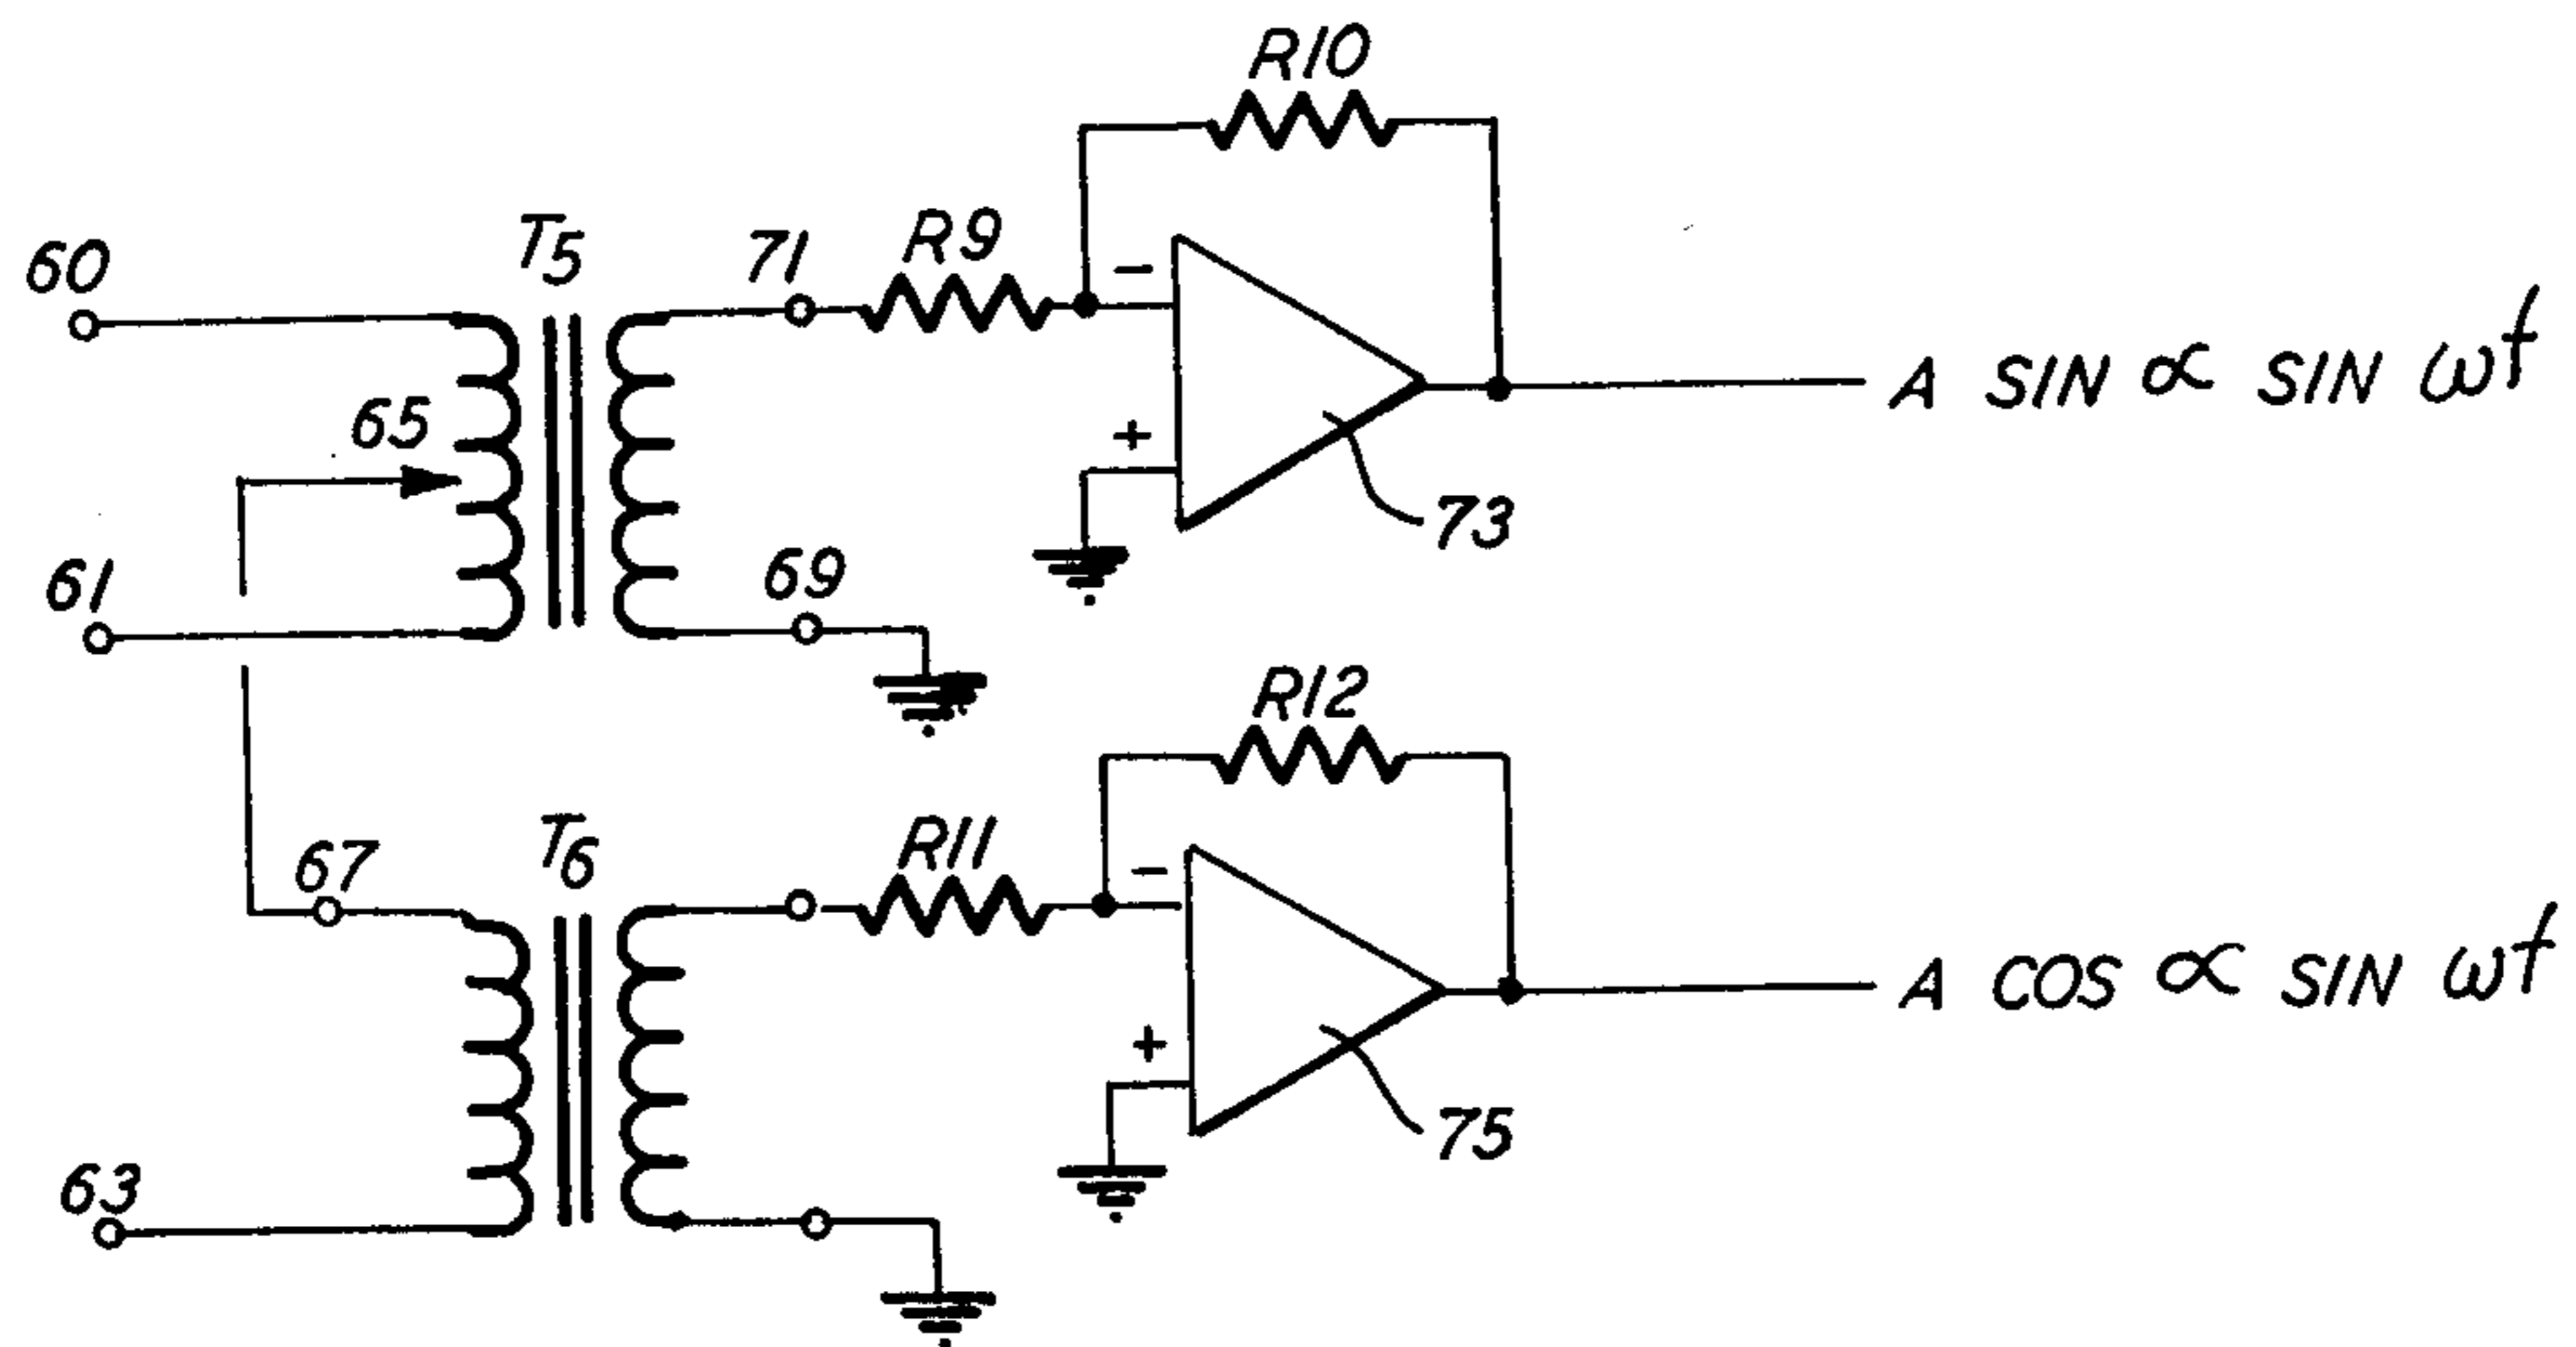 R10
60
T5
71
R9
−
65
A SIN ∝ SIN ωt
+
73
61
69
R12
67
T6
R11
−
A COS ∝ SIN ωt
+
75
63